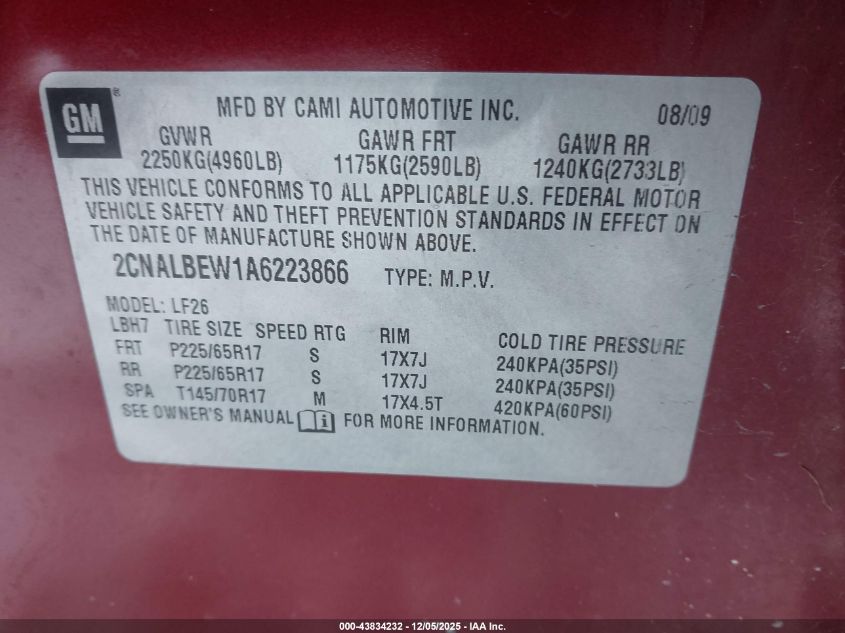 GM®
MFD BY CAMI AUTOMOTIVE INC. 08/09
GVWR GAWR FRT GAWR RR
2250KG(4960LB) 1175KG(2590LB) 1240KG(2733LB)
THIS VEHICLE CONFORMS TO ALL APPLICABLE U.S. FEDERAL MOTOR
VEHICLE SAFETY AND THEFT PREVENTION STANDARDS IN EFFECT ON
THE DATE OF MANUFACTURE SHOWN ABOVE.
2CNALBEW1A6223866 TYPE: M.P.V.
MODEL: LF26
LBH7 TIRE SIZE SPEED RTG RIM COLD TIRE PRESSURE
FRT P225/65R17 S 17X7J 240KPA(35PSI)
RR P225/65R17 S 17X7J 240KPA(35PSI)
SPA T145/70R17 M 17X4.5T 420KPA(60PSI)
SEE OWNER'S MANUAL FOR MORE INFORMATION.
000-43834232 - 12/05/2025 - IAA Inc.